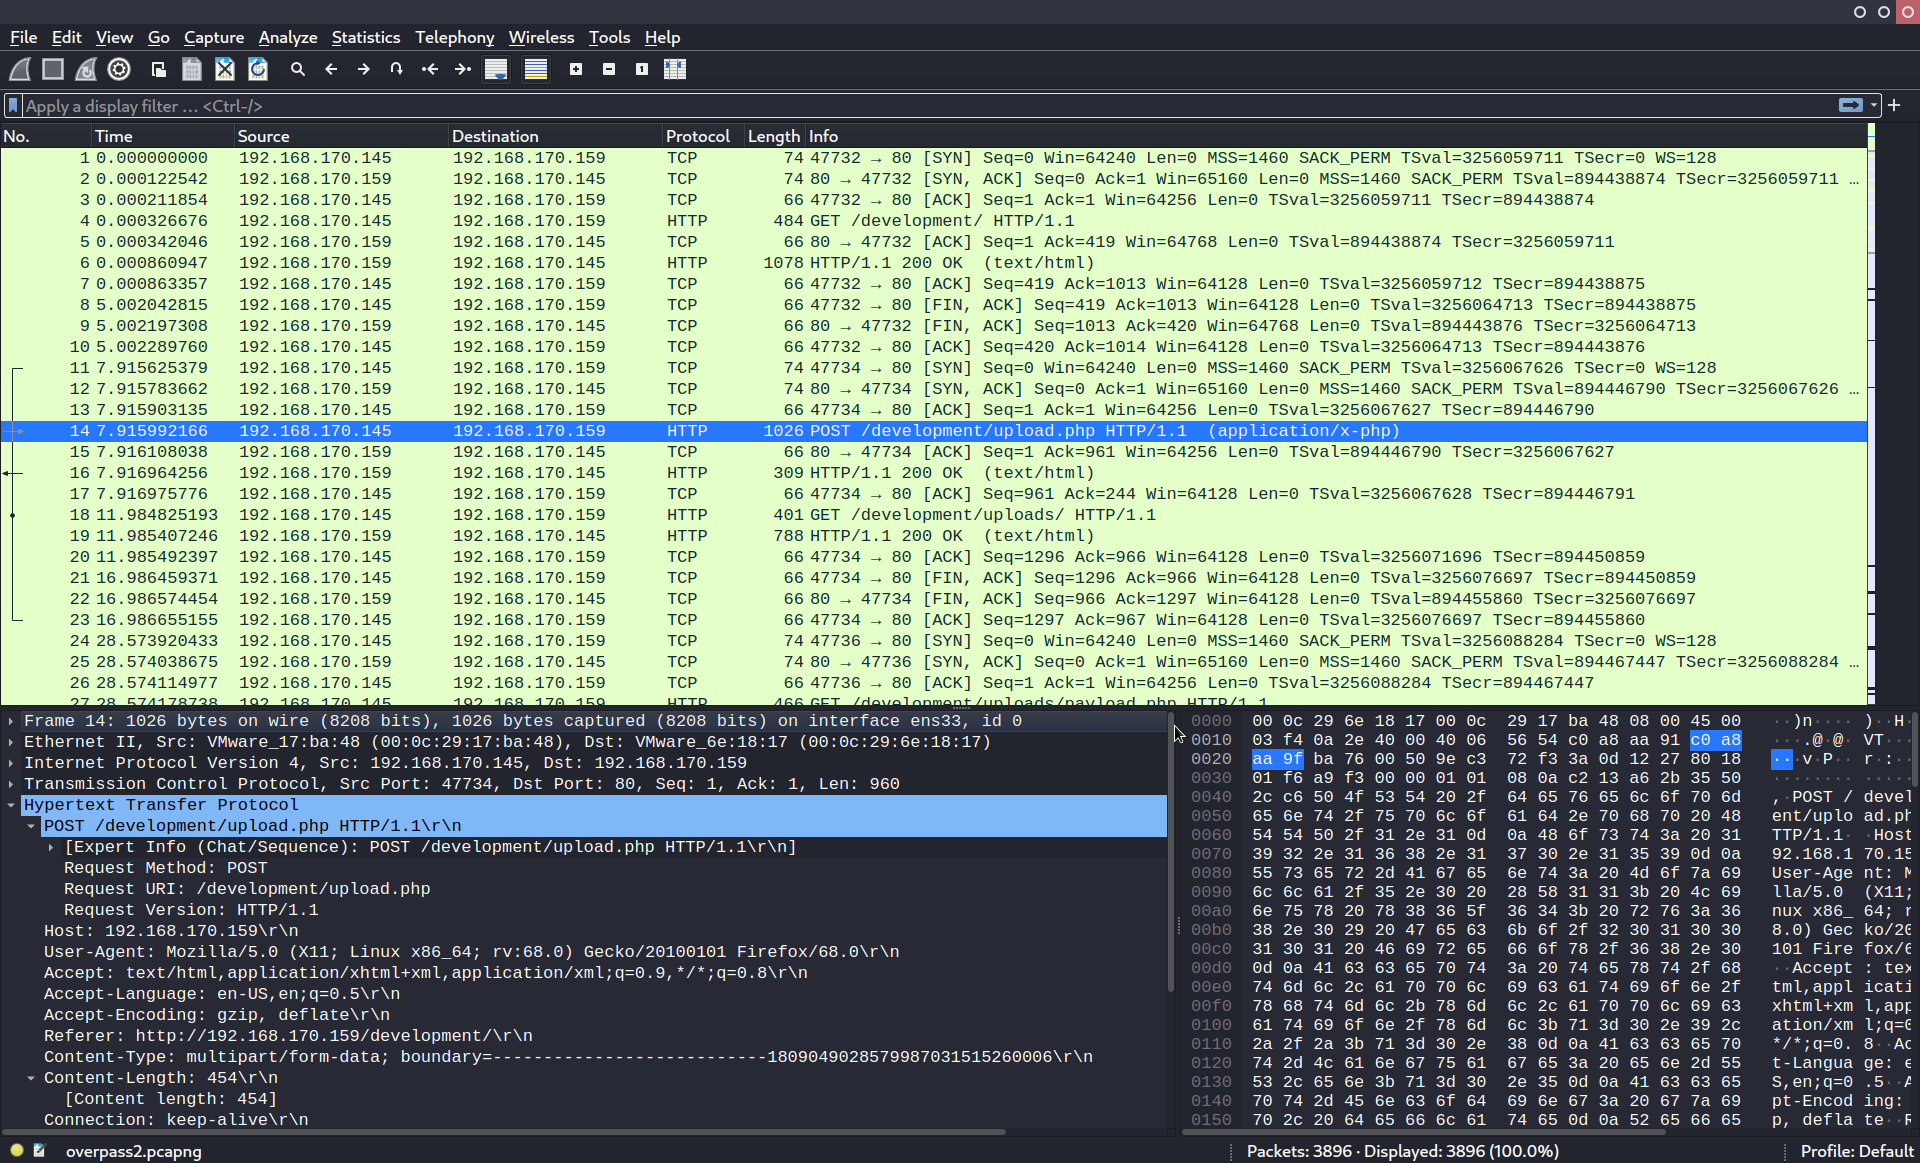 File Edit View Go Capture Analyze Statistics Telephony Wireless Tools Help
Apply a display filter … <Ctrl-/>
No. Time Source Destination Protocol Length Info
1 0.000000000 192.168.170.145 192.168.170.159 TCP 74 47732 → 80 [SYN] Seq=0 Win=64240 Len=0 MSS=1460 SACK_PERM TSval=3256059711 TSecr=0 WS=128
2 0.000122542 192.168.170.159 192.168.170.145 TCP 74 80 → 47732 [SYN, ACK] Seq=0 Ack=1 Win=65160 Len=0 MSS=1460 SACK_PERM TSval=894438874 TSecr=3256059711 …
3 0.000211854 192.168.170.145 192.168.170.159 TCP 66 47732 → 80 [ACK] Seq=1 Ack=1 Win=64256 Len=0 TSval=3256059711 TSecr=894438874
4 0.000326676 192.168.170.145 192.168.170.159 HTTP 484 GET /development/ HTTP/1.1
5 0.000342046 192.168.170.159 192.168.170.145 TCP 66 80 → 47732 [ACK] Seq=1 Ack=419 Win=64768 Len=0 TSval=894438874 TSecr=3256059711
6 0.000860947 192.168.170.159 192.168.170.145 HTTP 1078 HTTP/1.1 200 OK (text/html)
7 0.000863357 192.168.170.145 192.168.170.159 TCP 66 47732 → 80 [ACK] Seq=419 Ack=1013 Win=64128 Len=0 TSval=3256059712 TSecr=894438875
8 5.002042815 192.168.170.145 192.168.170.159 TCP 66 47732 → 80 [FIN, ACK] Seq=419 Ack=1013 Win=64128 Len=0 TSval=3256064713 TSecr=894438875
9 5.002197308 192.168.170.159 192.168.170.145 TCP 66 80 → 47732 [FIN, ACK] Seq=1013 Ack=420 Win=64768 Len=0 TSval=894443876 TSecr=3256064713
10 5.002289760 192.168.170.145 192.168.170.159 TCP 66 47732 → 80 [ACK] Seq=420 Ack=1014 Win=64128 Len=0 TSval=3256064713 TSecr=894443876
11 7.915625379 192.168.170.145 192.168.170.159 TCP 74 47734 → 80 [SYN] Seq=0 Win=64240 Len=0 MSS=1460 SACK_PERM TSval=3256067626 TSecr=0 WS=128
12 7.915783662 192.168.170.159 192.168.170.145 TCP 74 80 → 47734 [SYN, ACK] Seq=0 Ack=1 Win=65160 Len=0 MSS=1460 SACK_PERM TSval=894446790 TSecr=3256067626 …
13 7.915903135 192.168.170.145 192.168.170.159 TCP 66 47734 → 80 [ACK] Seq=1 Ack=1 Win=64256 Len=0 TSval=3256067627 TSecr=894446790
14 7.915992166 192.168.170.145 192.168.170.159 HTTP 1026 POST /development/upload.php HTTP/1.1 (application/x-php)
15 7.916108038 192.168.170.159 192.168.170.145 TCP 66 80 → 47734 [ACK] Seq=1 Ack=961 Win=64256 Len=0 TSval=894446790 TSecr=3256067627
16 7.916964256 192.168.170.159 192.168.170.145 HTTP 309 HTTP/1.1 200 OK (text/html)
17 7.916975776 192.168.170.145 192.168.170.159 TCP 66 47734 → 80 [ACK] Seq=961 Ack=244 Win=64128 Len=0 TSval=3256067628 TSecr=894446791
18 11.984825193 192.168.170.145 192.168.170.159 HTTP 401 GET /development/uploads/ HTTP/1.1
19 11.985407246 192.168.170.159 192.168.170.145 HTTP 788 HTTP/1.1 200 OK (text/html)
20 11.985492397 192.168.170.145 192.168.170.159 TCP 66 47734 → 80 [ACK] Seq=1296 Ack=966 Win=64128 Len=0 TSval=3256071696 TSecr=894450859
21 16.986459371 192.168.170.145 192.168.170.159 TCP 66 47734 → 80 [FIN, ACK] Seq=1296 Ack=966 Win=64128 Len=0 TSval=3256076697 TSecr=894450859
22 16.986574454 192.168.170.159 192.168.170.145 TCP 66 80 → 47734 [FIN, ACK] Seq=966 Ack=1297 Win=64128 Len=0 TSval=894455860 TSecr=3256076697
23 16.986655155 192.168.170.145 192.168.170.159 TCP 66 47734 → 80 [ACK] Seq=1297 Ack=967 Win=64128 Len=0 TSval=3256076697 TSecr=894455860
24 28.573920433 192.168.170.145 192.168.170.159 TCP 74 47736 → 80 [SYN] Seq=0 Win=64240 Len=0 MSS=1460 SACK_PERM TSval=3256088284 TSecr=0 WS=128
25 28.574038675 192.168.170.159 192.168.170.145 TCP 74 80 → 47736 [SYN, ACK] Seq=0 Ack=1 Win=65160 Len=0 MSS=1460 SACK_PERM TSval=894467447 TSecr=3256088284 …
26 28.574114977 192.168.170.145 192.168.170.159 TCP 66 47736 → 80 [ACK] Seq=1 Ack=1 Win=64256 Len=0 TSval=3256088284 TSecr=894467447
27 28.574178738 192.168.170.145 192.168.170.159 HTTP 466 GET /development/uploads/payload.php HTTP/1.1
Frame 14: 1026 bytes on wire (8208 bits), 1026 bytes captured (8208 bits) on interface ens33, id 0
Ethernet II, Src: VMware_17:ba:48 (00:0c:29:17:ba:48), Dst: VMware_6e:18:17 (00:0c:29:6e:18:17)
Internet Protocol Version 4, Src: 192.168.170.145, Dst: 192.168.170.159
Transmission Control Protocol, Src Port: 47734, Dst Port: 80, Seq: 1, Ack: 1, Len: 960
Hypertext Transfer Protocol
POST /development/upload.php HTTP/1.1\r\n
[Expert Info (Chat/Sequence): POST /development/upload.php HTTP/1.1\r\n]
Request Method: POST
Request URI: /development/upload.php
Request Version: HTTP/1.1
Host: 192.168.170.159\r\n
User-Agent: Mozilla/5.0 (X11; Linux x86_64; rv:68.0) Gecko/20100101 Firefox/68.0\r\n
Accept: text/html,application/xhtml+xml,application/xml;q=0.9,*/*;q=0.8\r\n
Accept-Language: en-US,en;q=0.5\r\n
Accept-Encoding: gzip, deflate\r\n
Referer: http://192.168.170.159/development/\r\n
Content-Type: multipart/form-data; boundary=---------------------------1809049028579987031515260006\r\n
Content-Length: 454\r\n
[Content length: 454]
Connection: keep-alive\r\n
0000 00 0c 29 6e 18 17 00 0c 29 17 ba 48 08 00 45 00 ··)n···· )··H·
0010 03 f4 0a 2e 40 00 40 06 56 54 c0 a8 aa 91 c0 a8 ···.@·@· VT···
0020 aa 9f ba 76 00 50 9e c3 72 f3 3a 0d 12 27 80 18 ···v·P·· r·:··
0030 01 f6 a9 f3 00 00 01 01 08 0a c2 13 a6 2b 35 50 ········ ·····
0040 2c c6 50 4f 53 54 20 2f 64 65 76 65 6c 6f 70 6d ,·POST / devel
0050 65 6e 74 2f 75 70 6c 6f 61 64 2e 70 68 70 20 48 ent/uplo ad.ph
0060 54 54 50 2f 31 2e 31 0d 0a 48 6f 73 74 3a 20 31 TTP/1.1· ·Host
0070 39 32 2e 31 36 38 2e 31 37 30 2e 31 35 39 0d 0a 92.168.1 70.15
0080 55 73 65 72 2d 41 67 65 6e 74 3a 20 4d 6f 7a 69 User-Age nt: M
0090 6c 6c 61 2f 35 2e 30 20 28 58 31 31 3b 20 4c 69 lla/5.0 (X11;
00a0 6e 75 78 20 78 38 36 5f 36 34 3b 20 72 76 3a 36 nux x86_ 64; r
00b0 38 2e 30 29 20 47 65 63 6b 6f 2f 32 30 31 30 30 8.0) Gec ko/20
00c0 31 30 31 20 46 69 72 65 66 6f 78 2f 36 38 2e 30 101 Fire fox/6
00d0 0d 0a 41 63 63 65 70 74 3a 20 74 65 78 74 2f 68 ··Accept : tex
00e0 74 6d 6c 2c 61 70 70 6c 69 63 61 74 69 6f 6e 2f tml,appl icati
00f0 78 68 74 6d 6c 2b 78 6d 6c 2c 61 70 70 6c 69 63 xhtml+xm l,app
0100 61 74 69 6f 6e 2f 78 6d 6c 3b 71 3d 30 2e 39 2c ation/xm l;q=0
0110 2a 2f 2a 3b 71 3d 30 2e 38 0d 0a 41 63 63 65 70 */*;q=0. 8··Ac
0120 74 2d 4c 61 6e 67 75 61 67 65 3a 20 65 6e 2d 55 t-Langua ge: e
0130 53 2c 65 6e 3b 71 3d 30 2e 35 0d 0a 41 63 63 65 S,en;q=0 .5··A
0140 70 74 2d 45 6e 63 6f 64 69 6e 67 3a 20 67 7a 69 pt-Encod ing:
0150 70 2c 20 64 65 66 6c 61 74 65 0d 0a 52 65 66 65 p, defla te··R
overpass2.pcapng
Packets: 3896 · Displayed: 3896 (100.0%)
Profile: Default